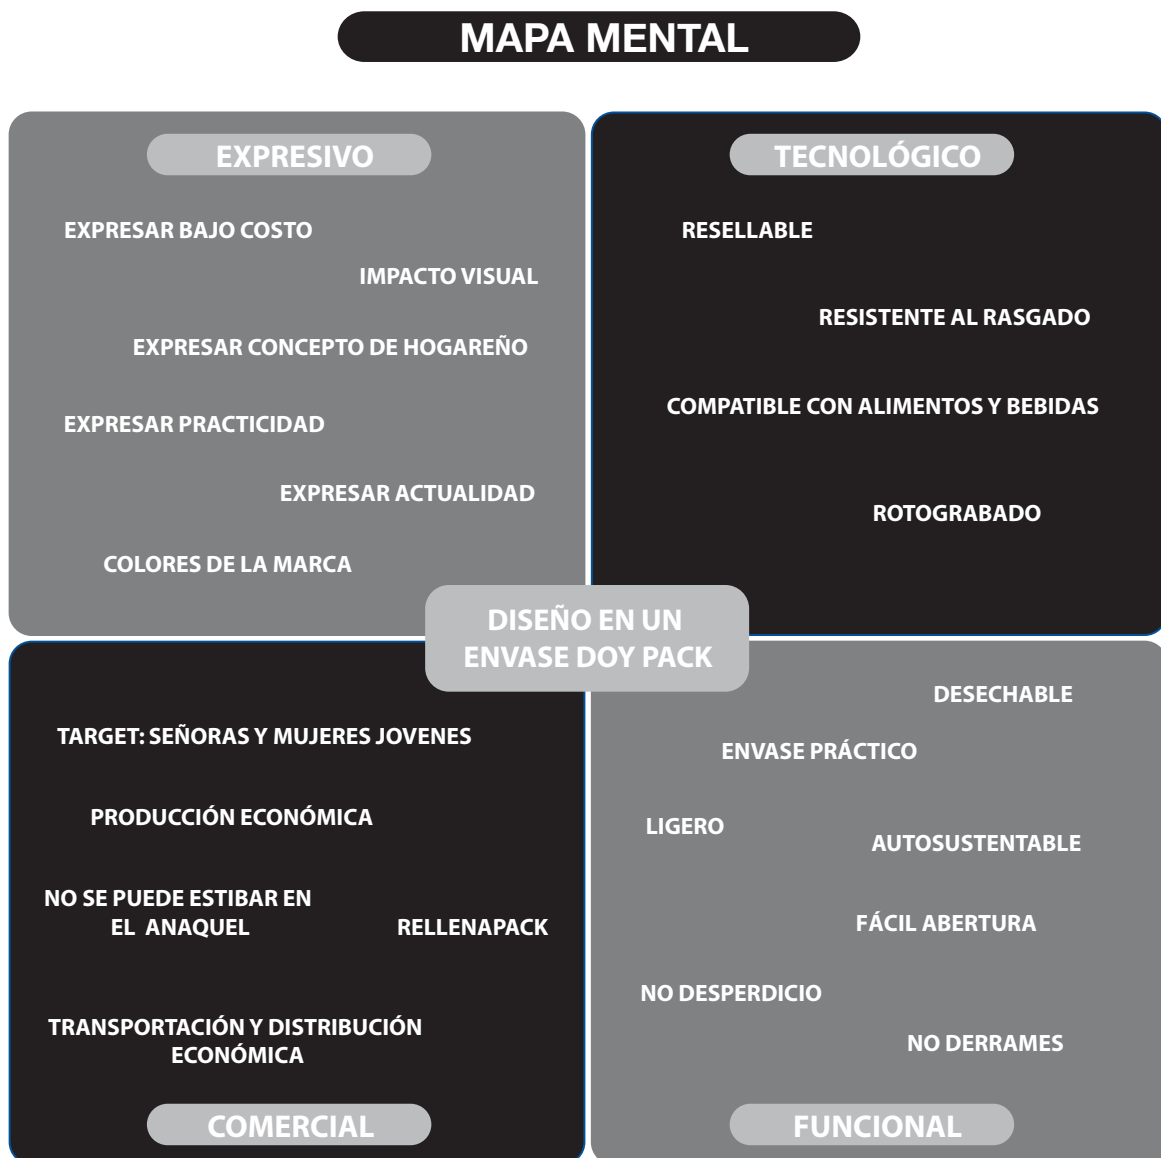 MAPA MENTAL
EXPRESIVO
EXPRESAR BAJO COSTO
IMPACTO VISUAL
EXPRESAR CONCEPTO DE HOGAREÑO
EXPRESAR PRACTICIDAD
EXPRESAR ACTUALIDAD
COLORES DE LA MARCA
TECNOLÓGICO
RESELLABLE
RESISTENTE AL RASGADO
COMPATIBLE CON ALIMENTOS Y BEBIDAS
ROTOGRABADO
DISEÑO EN UN
ENVASE DOY PACK
TARGET: SEÑORAS Y MUJERES JOVENES
PRODUCCIÓN ECONÓMICA
NO SE PUEDE ESTIBAR EN
EL ANAQUEL
RELLENAPACK
TRANSPORTACIÓN Y DISTRIBUCIÓN
ECONÓMICA
COMERCIAL
DESECHABLE
ENVASE PRÁCTICO
LIGERO
AUTOSUSTENTABLE
FÁCIL ABERTURA
NO DESPERDICIO
NO DERRAMES
FUNCIONAL